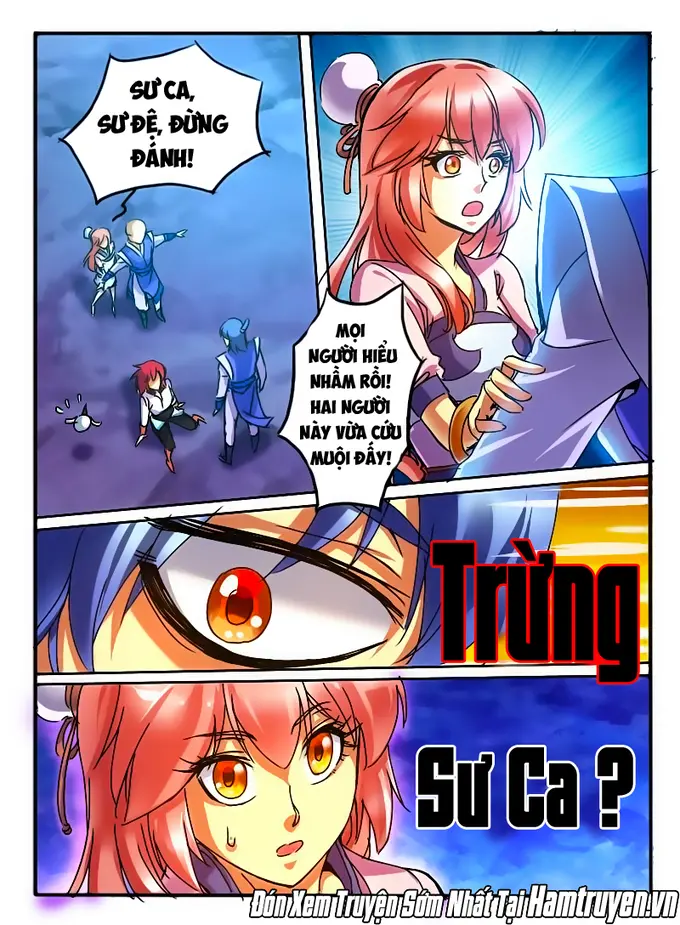 SƯ CA,
SƯ ĐỆ, ĐỪNG
ĐÁNH!
MỌI
NGƯỜI HIỂU
NHẦM RỒI!
HAI NGƯỜI
NÀY VỪA CỨU
MUỘI ĐẤY!
Trừng
Sư Ca ?
Đón Xem Truyện Sớm Nhất Tại Hamtruyen.vn